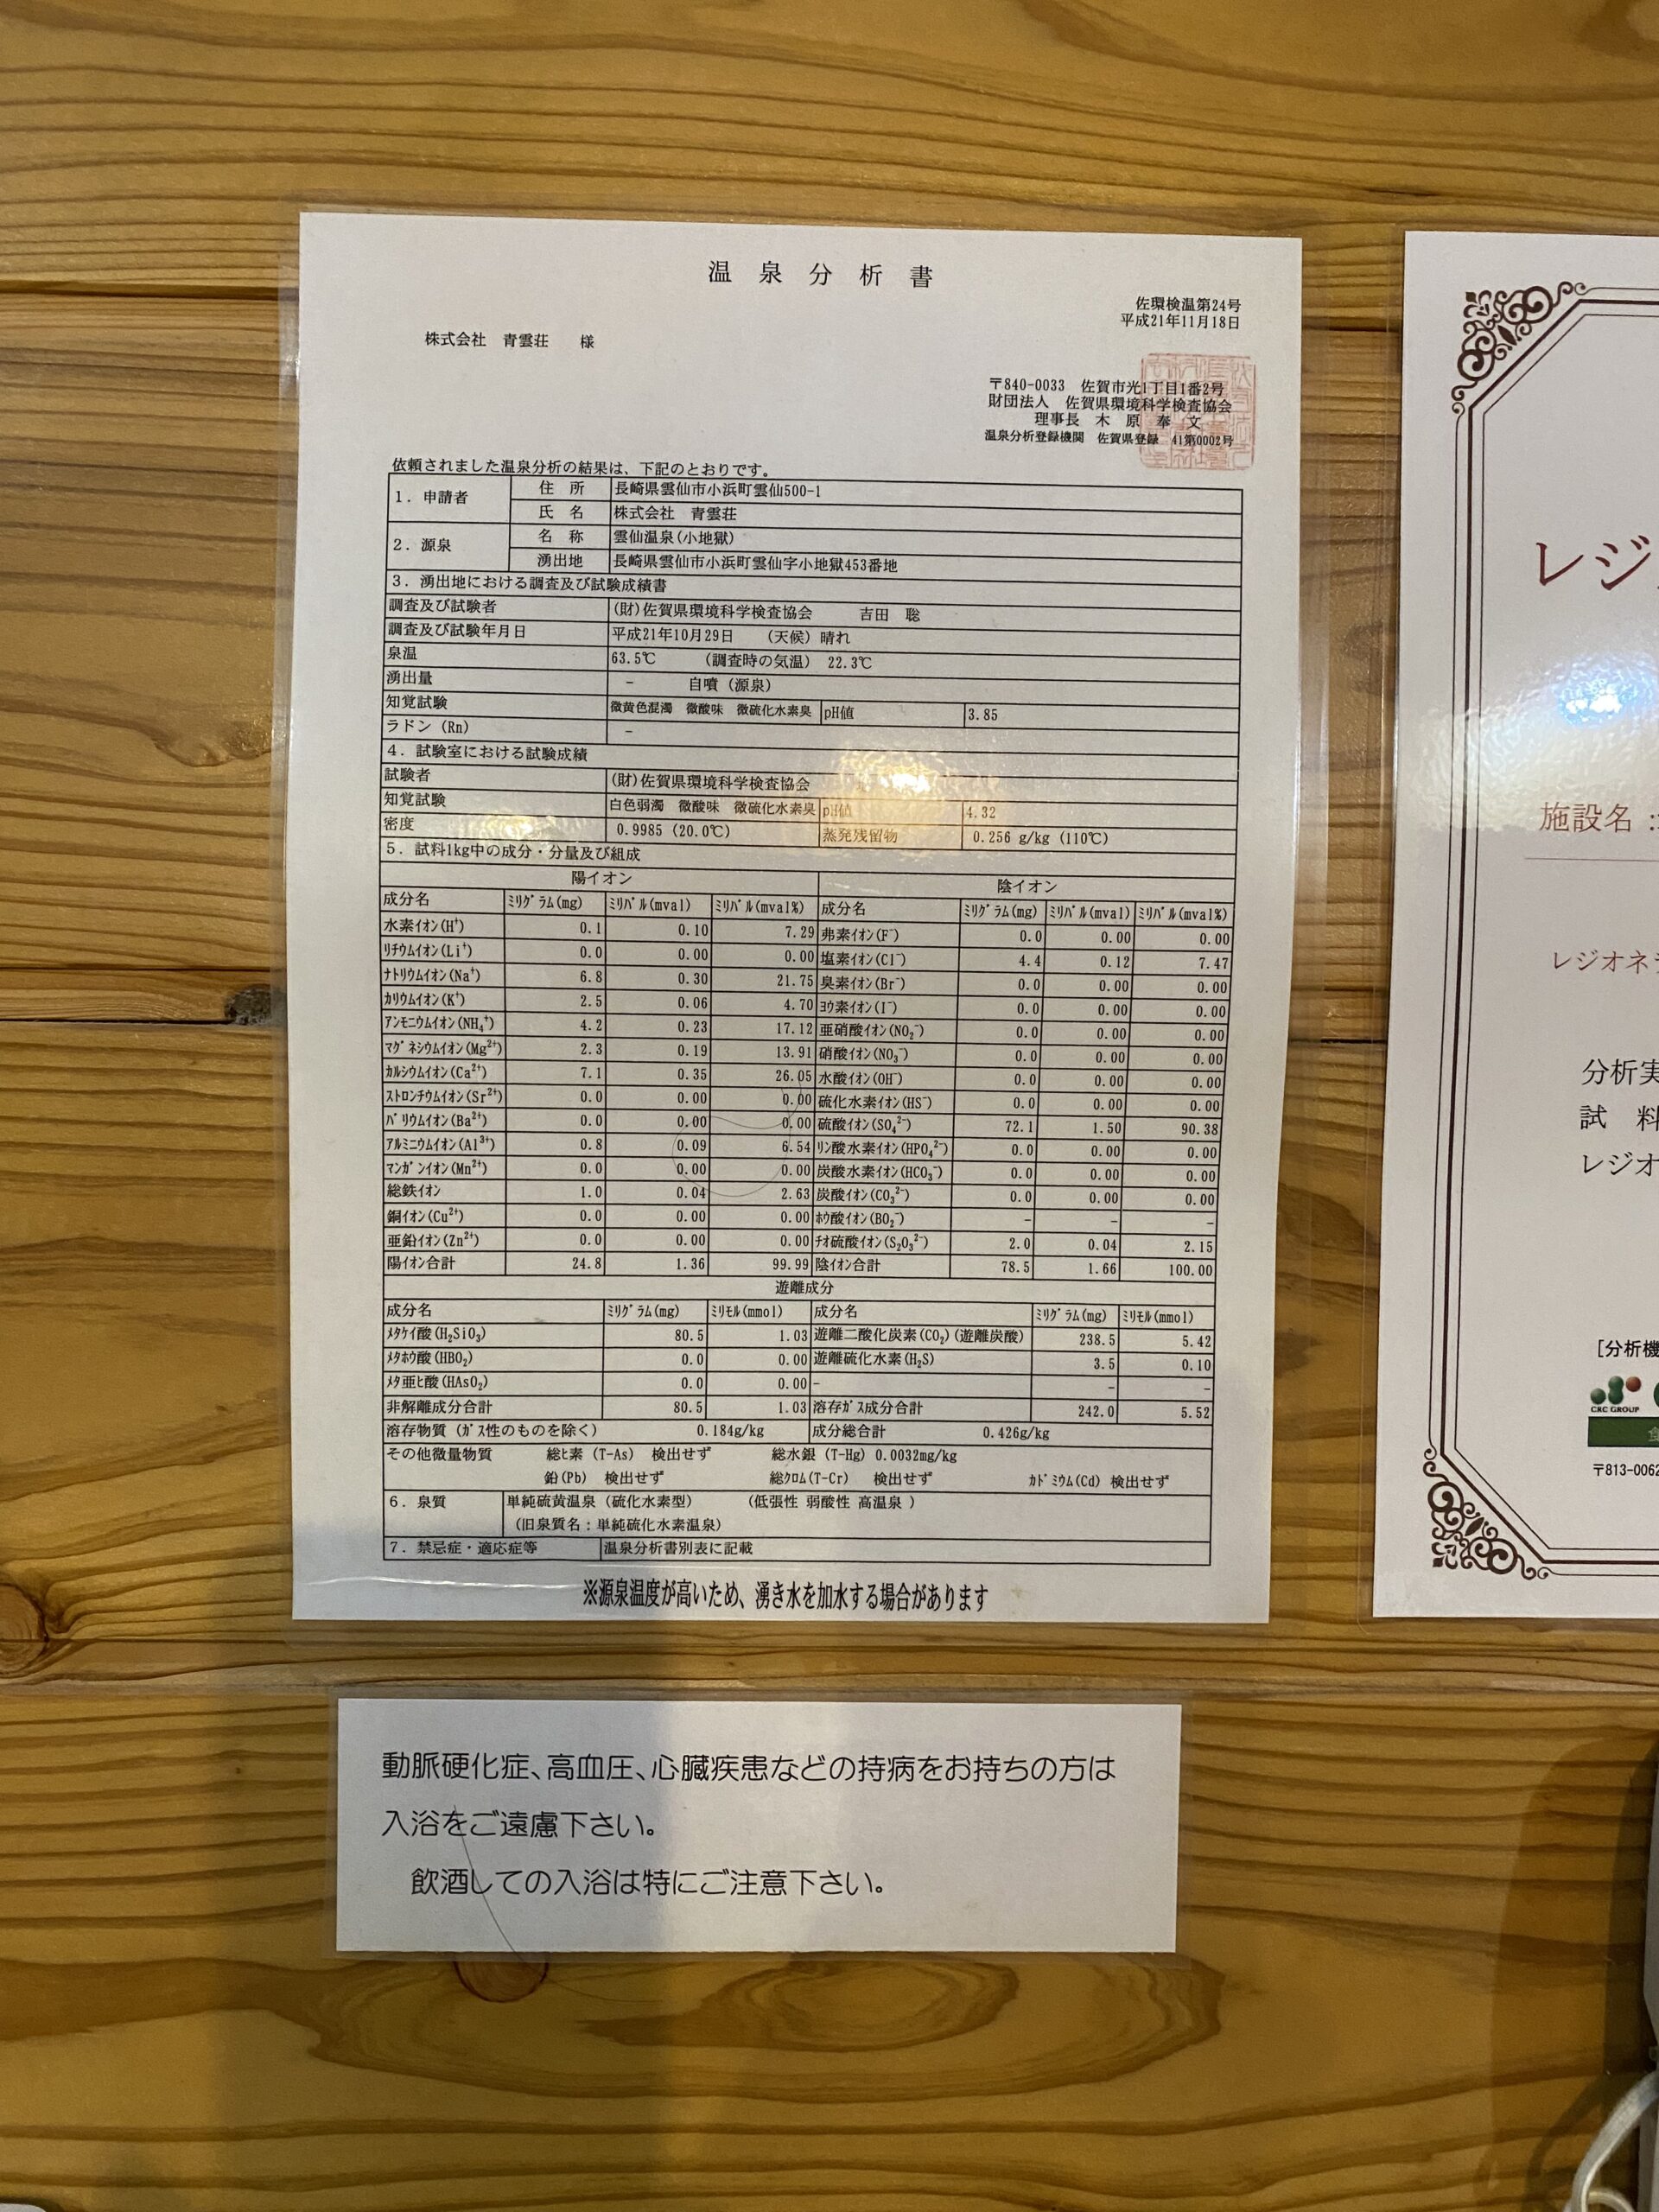 温泉分析書
佐環検温第24号
平成21年11月18日
株式会社 青雲荘 様
〒840-0033 佐賀市光1丁目1番2号
財団法人 佐賀県環境科学検査協会
理事長 木原 奉文
温泉分析登録機関 佐賀県登録 41第0002号
依頼されました温泉分析の結果は、下記のとおりです。
1. 申請者 住所 長崎県雲仙市小浜町雲仙500-1
氏名 株式会社 青雲荘
2. 源泉 名称 雲仙温泉(小地獄)
湧出地 長崎県雲仙市小浜町雲仙字小地獄453番地
3. 湧出地における調査及び試験成績書
調査及び試験者 (財)佐賀県環境科学検査協会 吉田 聡
調査及び試験年月日 平成21年10月29日 (天候) 晴れ
泉温 63.5℃ (調査時の気温) 22.3℃
湧出量 - 自噴 (源泉)
知覚試験 微黄色混濁 微酸味 微硫化水素臭 pH値 3.85
ラドン (Rn) -
4. 試験室における試験成績
試験者 (財)佐賀県環境科学検査協会
知覚試験 白色弱濁 微酸味 微硫化水素臭 pH値 4.32
密度 0.9985 (20.0℃) 蒸発残留物 0.256 g/kg (110℃)
5. 試料1kg中の成分・分量及び組成
陽イオン 陰イオン
成分名 ミリグラム(mg) ミリバル(mval) ミリバル(mval%) 成分名 ミリグラム(mg) ミリバル(mval) ミリバル(mval%)
水素イオン(H⁺) 0.1 0.10 7.29 弗素イオン(F⁻) 0.0 0.00 0.00
リチウムイオン(Li⁺) 0.0 0.00 0.00 塩素イオン(Cl⁻) 4.4 0.12 7.47
ナトリウムイオン(Na⁺) 6.8 0.30 21.75 臭素イオン(Br⁻) 0.0 0.00 0.00
カリウムイオン(K⁺) 2.5 0.06 4.70 ヨウ素イオン(I⁻) 0.0 0.00 0.00
アンモニウムイオン(NH₄⁺) 4.2 0.23 17.12 亜硝酸イオン(NO₂⁻) 0.0 0.00 0.00
マグネシウムイオン(Mg²⁺) 2.3 0.19 13.91 硝酸イオン(NO₃⁻) 0.0 0.00 0.00
カルシウムイオン(Ca²⁺) 7.1 0.35 26.05 水酸イオン(OH⁻) 0.0 0.00 0.00
ストロンチウムイオン(Sr²⁺) 0.0 0.00 0.00 硫化水素イオン(HS⁻) 0.0 0.00 0.00
バリウムイオン(Ba²⁺) 0.0 0.00 0.00 硫酸イオン(SO₄²⁻) 72.1 1.50 90.38
アルミニウムイオン(Al³⁺) 0.8 0.09 6.54 リン酸水素イオン(HPO₄²⁻) 0.0 0.00 0.00
マンガンイオン(Mn²⁺) 0.0 0.00 0.00 炭酸水素イオン(HCO₃⁻) 0.0 0.00 0.00
総鉄イオン 1.0 0.04 2.63 炭酸イオン(CO₃²⁻) 0.0 0.00 0.00
銅イオン(Cu²⁺) 0.0 0.00 0.00 ホウ酸イオン(BO₂⁻) - - -
亜鉛イオン(Zn²⁺) 0.0 0.00 0.00 チオ硫酸イオン(S₂O₃²⁻) 2.0 0.04 2.15
陽イオン合計 24.8 1.36 99.99 陰イオン合計 78.5 1.66 100.00
遊離成分
成分名 ミリグラム(mg) ミリモル(mmol) 成分名 ミリグラム(mg) ミリモル(mmol)
メタケイ酸(H₂SiO₃) 80.5 1.03 遊離二酸化炭素(CO₂)(遊離炭酸) 238.5 5.42
メタホウ酸(HBO₂) 0.0 0.00 遊離硫化水素(H₂S) 3.5 0.10
メタ亜ヒ酸(HAsO₂) 0.0 0.00 - - -
非解離成分合計 80.5 1.03 溶存ガス成分合計 242.0 5.52
溶存物質 (ガス性のものを除く) 0.184g/kg 成分総合計 0.426g/kg
その他微量物質 総ヒ素 (T-As) 検出せず 総水銀 (T-Hg) 0.0032mg/kg
鉛(Pb) 検出せず 総クロム(T-Cr) 検出せず カドミウム(Cd) 検出せず
6. 泉質 単純硫黄温泉 (硫化水素型) (低張性 弱酸性 高温泉 )
(旧泉質名:単純硫化水素温泉)
7. 禁忌症・適応症等 温泉分析書別表に記載
※源泉温度が高いため、湧き水を加水する場合があります
動脈硬化症、高血圧、心臓疾患などの持病をお持ちの方は
入浴をご遠慮下さい。
飲酒しての入浴は特にご注意下さい。
レジ
施設名:
レジオネ
分析実
試 料
レジオ
[分析機
CRC GROUP
〒813-0062